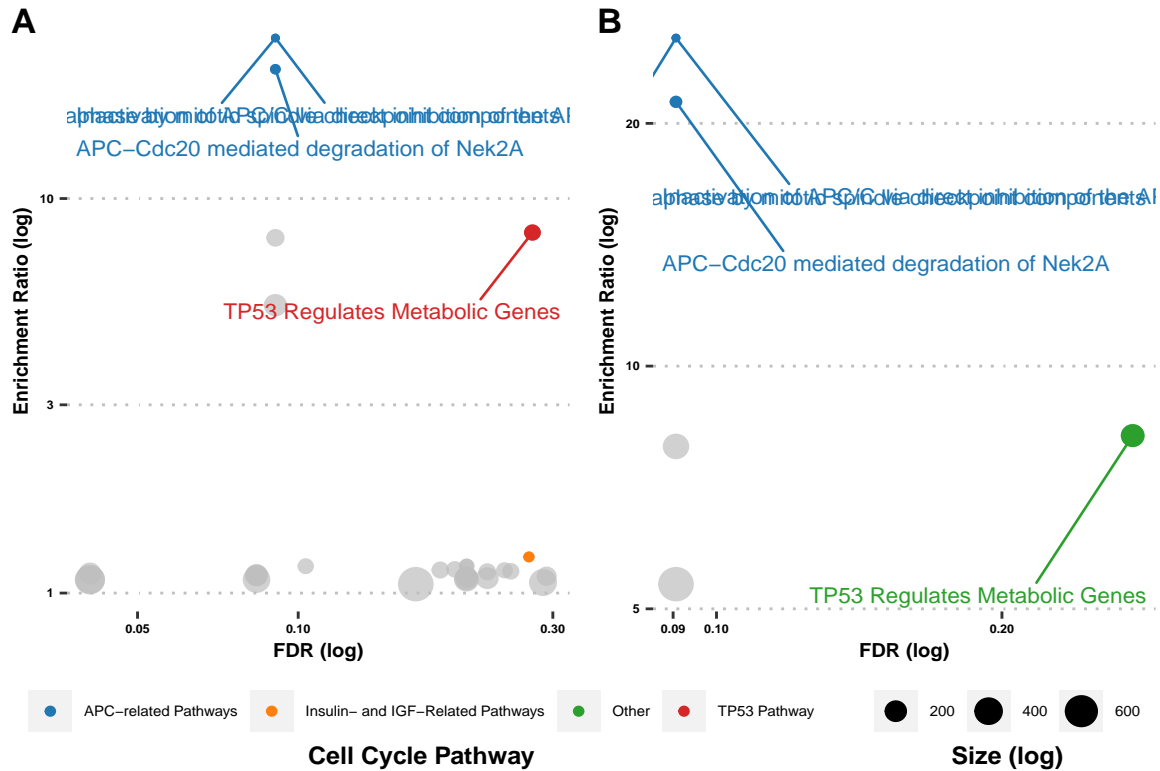 A
B
APC−Cdc20 mediated degradation of Nek2A
TP53 Regulates Metabolic Genes
10
3
1
Enrichment Ratio (log)
0.05
0.10
0.30
FDR (log)
APC−Cdc20 mediated degradation of Nek2A
TP53 Regulates Metabolic Genes
20
10
5
Enrichment Ratio (log)
0.09
0.10
0.20
FDR (log)
APC−related Pathways
Insulin− and IGF−Related Pathways
Other
TP53 Pathway
200
400
600
Cell Cycle Pathway
Size (log)